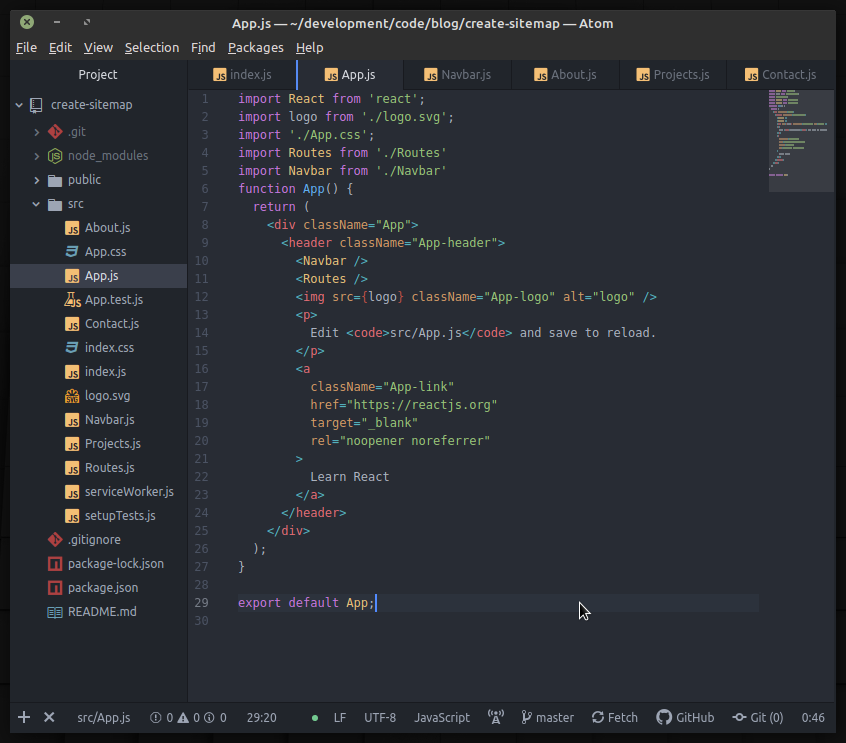 App.js — ~/development/code/blog/create-sitemap — Atom
File Edit View Selection Find Packages Help
Project
index.js App.js Navbar.js About.js Projects.js Contact.js
create-sitemap
.git
node_modules
public
src
About.js
App.css
App.js
App.test.js
Contact.js
index.css
index.js
logo.svg
Navbar.js
Projects.js
Routes.js
serviceWorker.js
setupTests.js
.gitignore
package-lock.json
package.json
README.md
1 import React from 'react';
2 import logo from './logo.svg';
3 import './App.css';
4 import Routes from './Routes'
5 import Navbar from './Navbar'
6 function App() {
7 return (
8 <div className="App">
9 <header className="App-header">
10 <Navbar />
11 <Routes />
12 <img src={logo} className="App-logo" alt="logo" />
13 <p>
14 Edit <code>src/App.js</code> and save to reload.
15 </p>
16 <a
17 className="App-link"
18 href="https://reactjs.org"
19 target="_blank"
20 rel="noopener noreferrer"
21 >
22 Learn React
23 </a>
24 </header>
25 </div>
26 );
27 }
28
29 export default App;
30
src/App.js 0 0 0 29:20 LF UTF-8 JavaScript master Fetch GitHub Git (0) 0:46